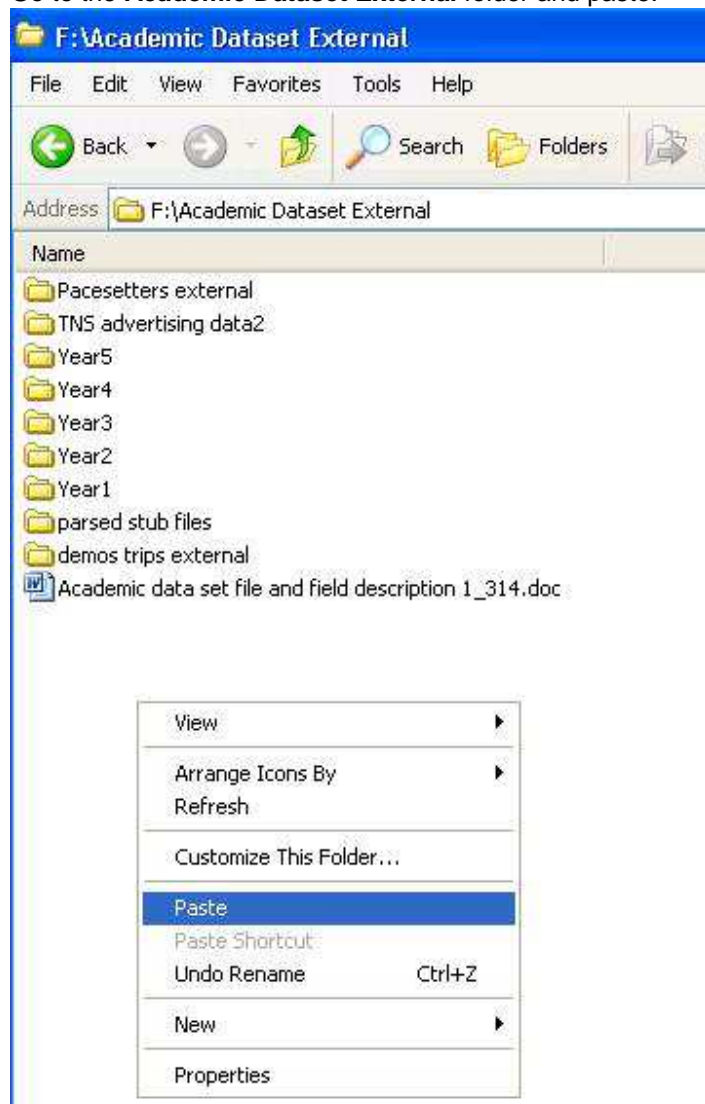 Go to the Academic Dataset External folder and paste.
F:\Academic Dataset External
File Edit View Favorites Tools Help
Back Search Folders
Address F:\Academic Dataset External
Name
Pacesetters external
TNS advertising data2
Year5
Year4
Year3
Year2
Year1
parsed stub files
demos trips external
Academic data set file and field description 1_314.doc
View
Arrange Icons By
Refresh
Customize This Folder...
Paste
Paste Shortcut
Undo Rename Ctrl+Z
New
Properties